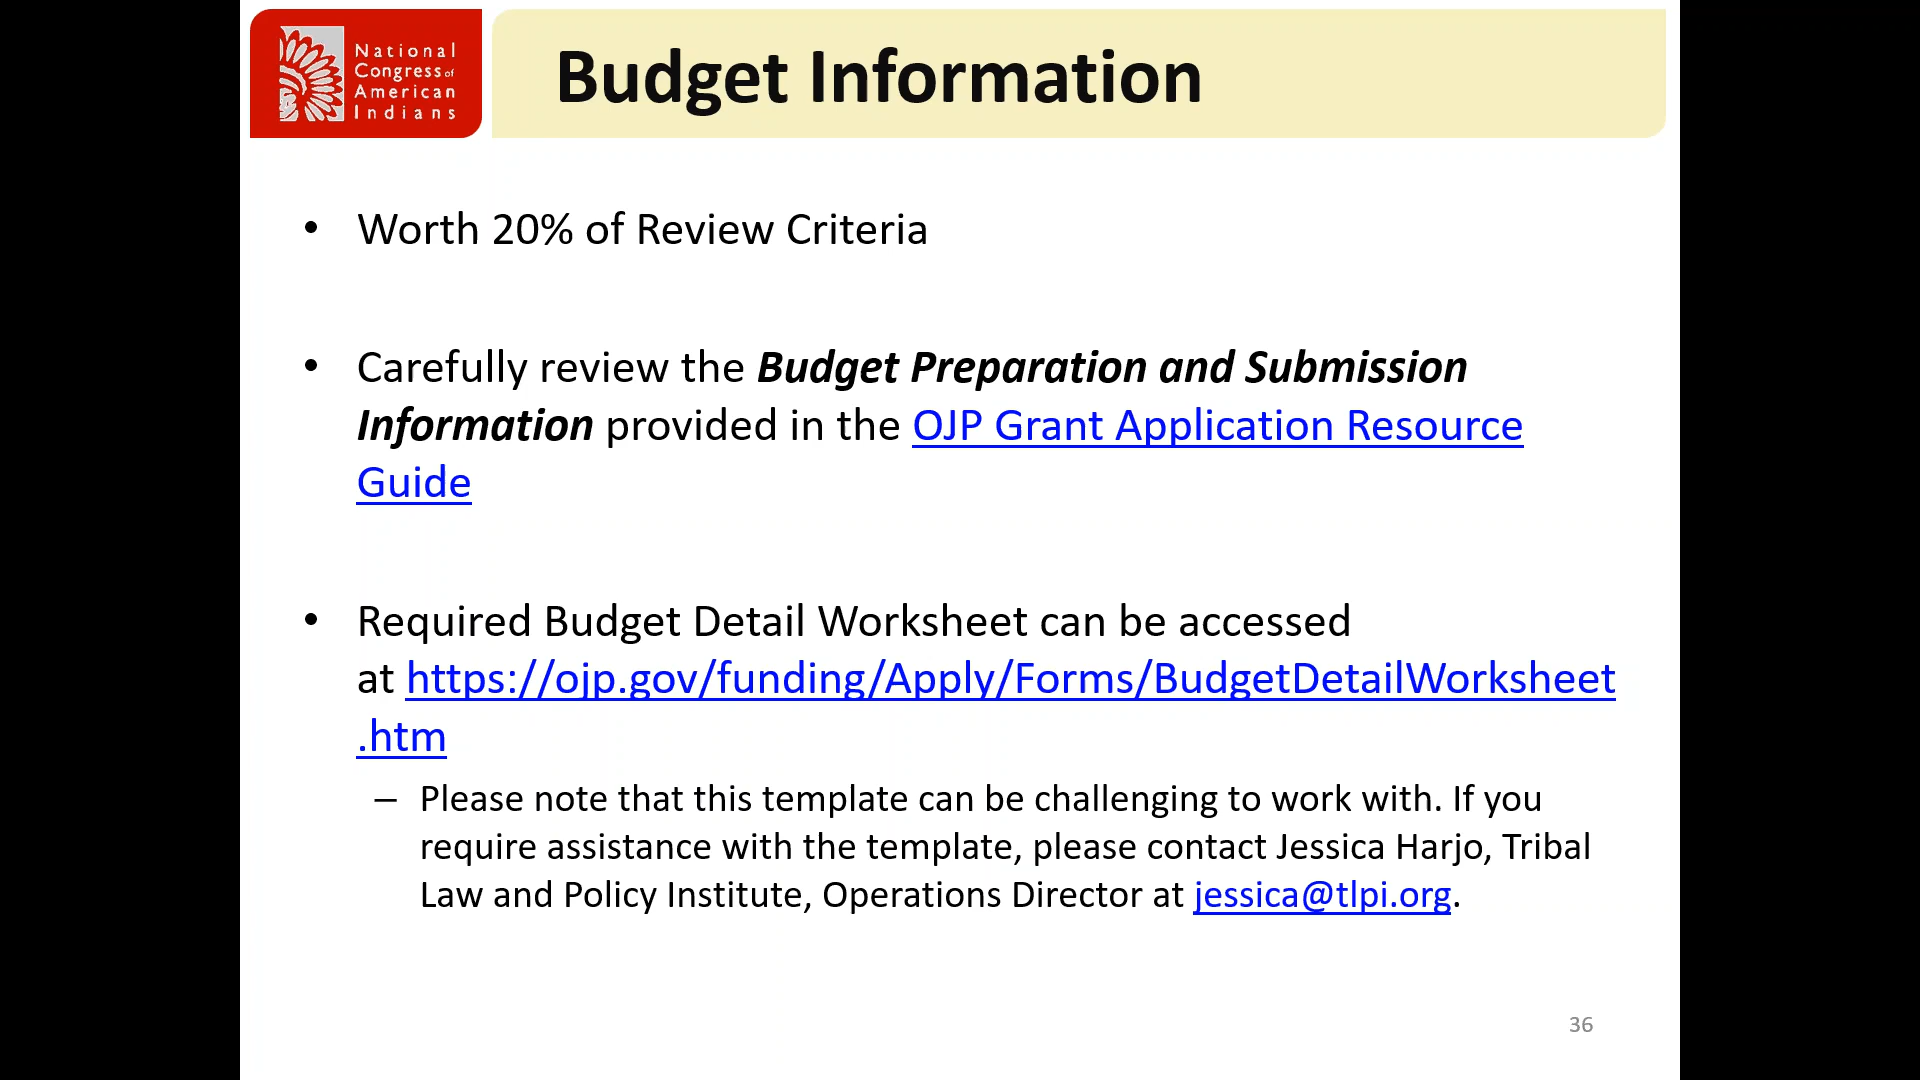 National
Congress of
American
Indians
Budget Information
• Worth 20% of Review Criteria
• Carefully review the Budget Preparation and Submission
Information provided in the OJP Grant Application Resource
Guide
• Required Budget Detail Worksheet can be accessed
at https://ojp.gov/funding/Apply/Forms/BudgetDetailWorksheet
.htm
– Please note that this template can be challenging to work with. If you
require assistance with the template, please contact Jessica Harjo, Tribal
Law and Policy Institute, Operations Director at jessica@tlpi.org.
36